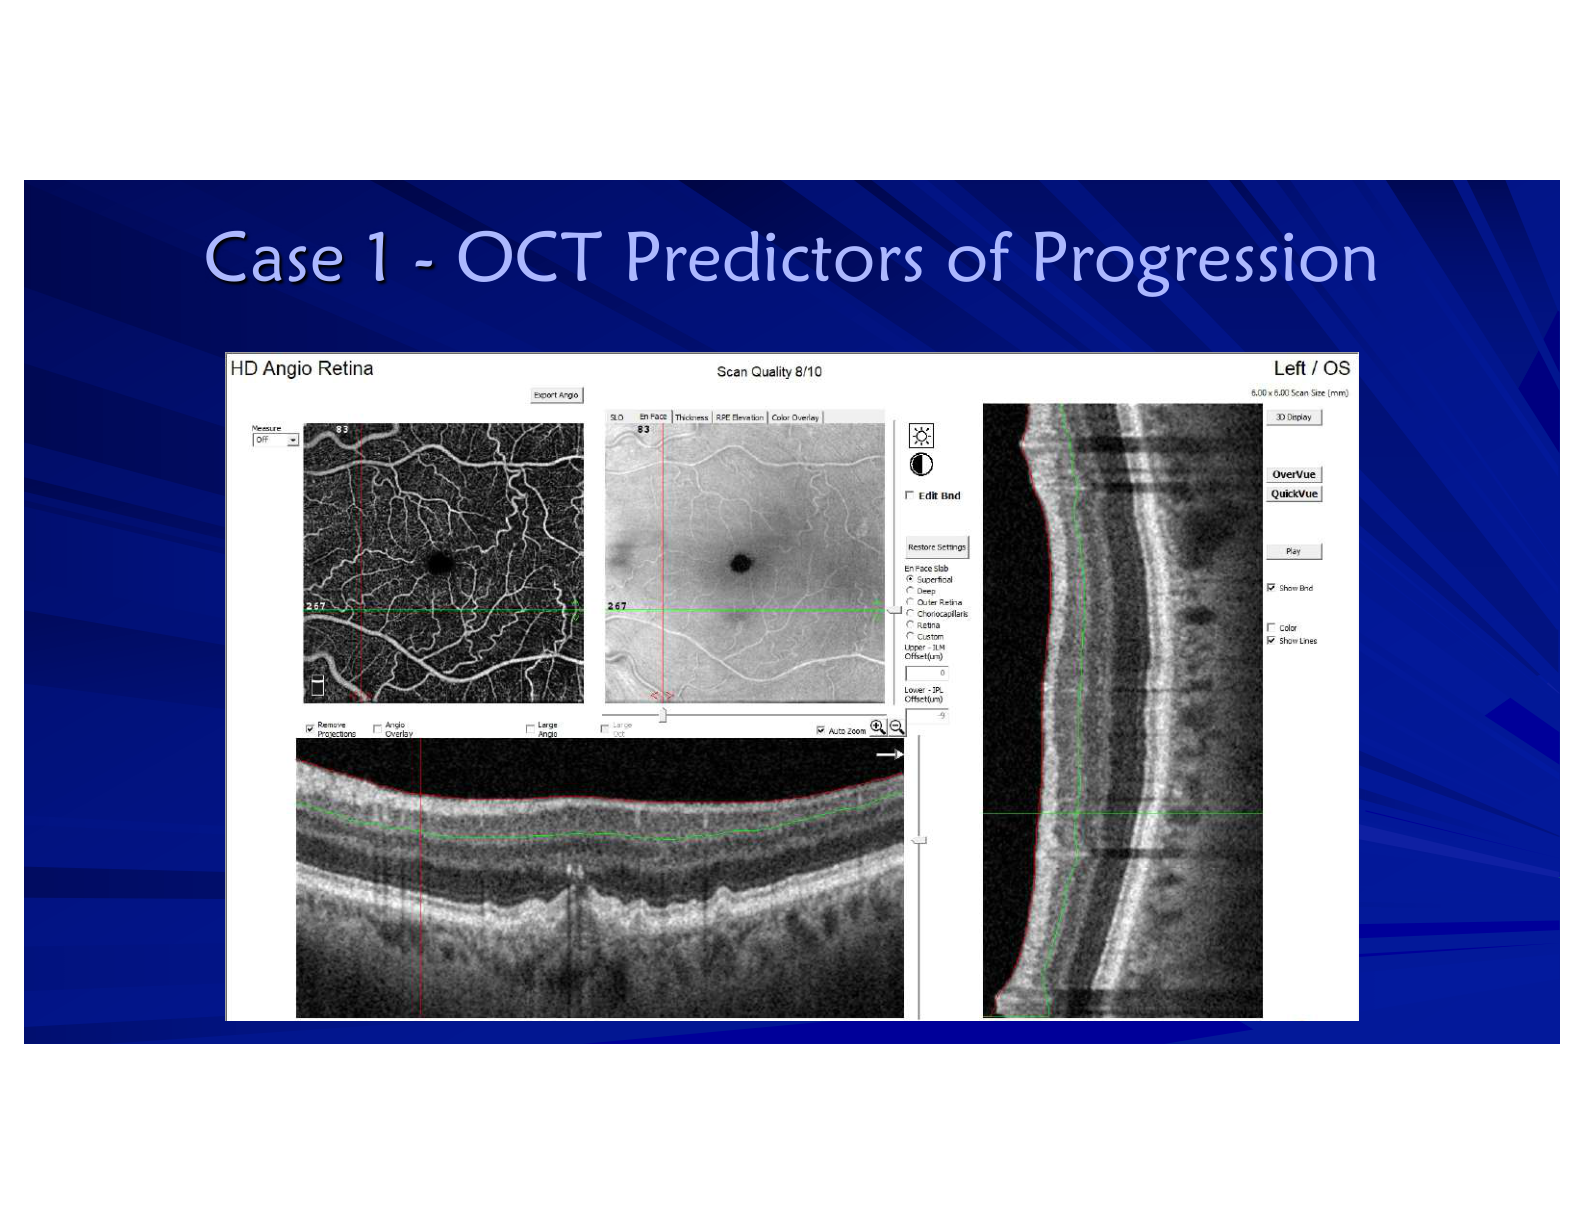 Case 1 - OCT Predictors of Progression
HD Angio Retina
Scan Quality 8/10
Left / OS
6.00 x 6.00 Scan Size (mm)
Export Angio
Measure
Off
83
267
SLO
En Face
Thickness
RPE Elevation
Color Overlay
83
267
Edit Bnd
Restore Settings
En Face Slab
Superficial
Deep
Outer Retina
Choriocapillaris
Retina
Custom
Upper - ILM
Offset(um)
0
Lower - IPL
Offset(um)
-9
3D Display
OverVue
QuickVue
Play
Show Bnd
Color
Show Lines
Remove
Projections
Angio
Overlay
Large
Angio
Large
Oct
Auto Zoom